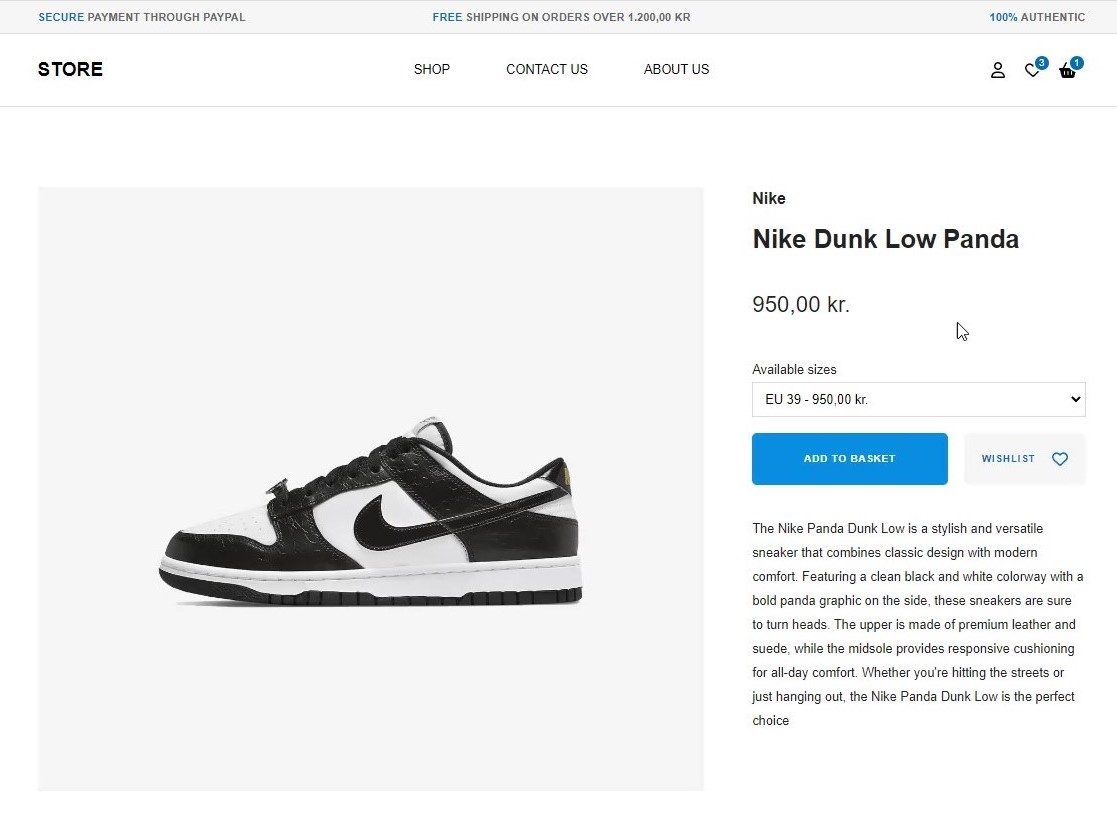 SECURE PAYMENT THROUGH PAYPAL
FREE SHIPPING ON ORDERS OVER 1.200,00 KR
100% AUTHENTIC
STORE
SHOP
CONTACT US
ABOUT US
3
1
Nike
Nike Dunk Low Panda
950,00 kr.
Available sizes
EU 39 - 950,00 kr.
ADD TO BASKET
WISHLIST
The Nike Panda Dunk Low is a stylish and versatile
sneaker that combines classic design with modern
comfort. Featuring a clean black and white colorway with a
bold panda graphic on the side, these sneakers are sure
to turn heads. The upper is made of premium leather and
suede, while the midsole provides responsive cushioning
for all-day comfort. Whether you're hitting the streets or
just hanging out, the Nike Panda Dunk Low is the perfect
choice